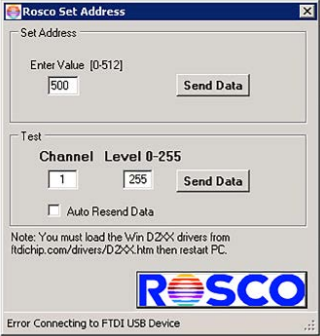 Rosco Set Address
Set Address
Enter Value [0-512]
500
Send Data
Test
Channel Level 0-255
1
255
Send Data
Auto Resend Data
Note: You must load the Win D2XX drivers from
ftdichip.com/drivers/D2XX.htm then restart PC.
ROSCO
Error Connecting to FTDI USB Device